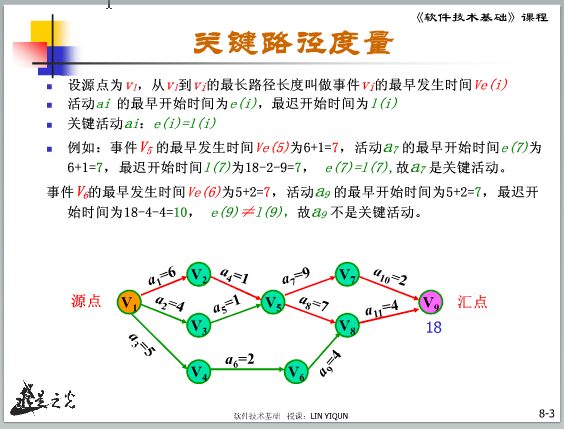 《软件技术基础》课程
关键路径度量
设源点为v1，从v1到vi的最长路径长度叫做事件vi的最早发生时间Ve(i)
活动ai 的最早开始时间为e(i)，最迟开始时间为l(i)
关键活动ai：e(i)=l(i)
例如：事件V5 的最早发生时间Ve(5)为6+1=7，活动a7 的最早开始时间e(7)为
6+1=7，最迟开始时间l(7)为18-2-9=7， e(7)=l(7),故a7 是关键活动。
事件V6的最早发生时间Ve(6)为5+2=7，活动a9 的最早开始时间为5+2=7，最迟开
始时间为18-4-4=10， e(9)≠l(9)，故a9 不是关键活动。
a1=6 V2 a4=1 a7=9 V7 a10=2
源点 V1 a2=4 a5=1 V5 a8=7 V9 汇点
V3 V8 a11=4 18
a3=5 a6=2 a9=4
V4 V6
软件技术基础 授课：LIN YIQUN
8-3